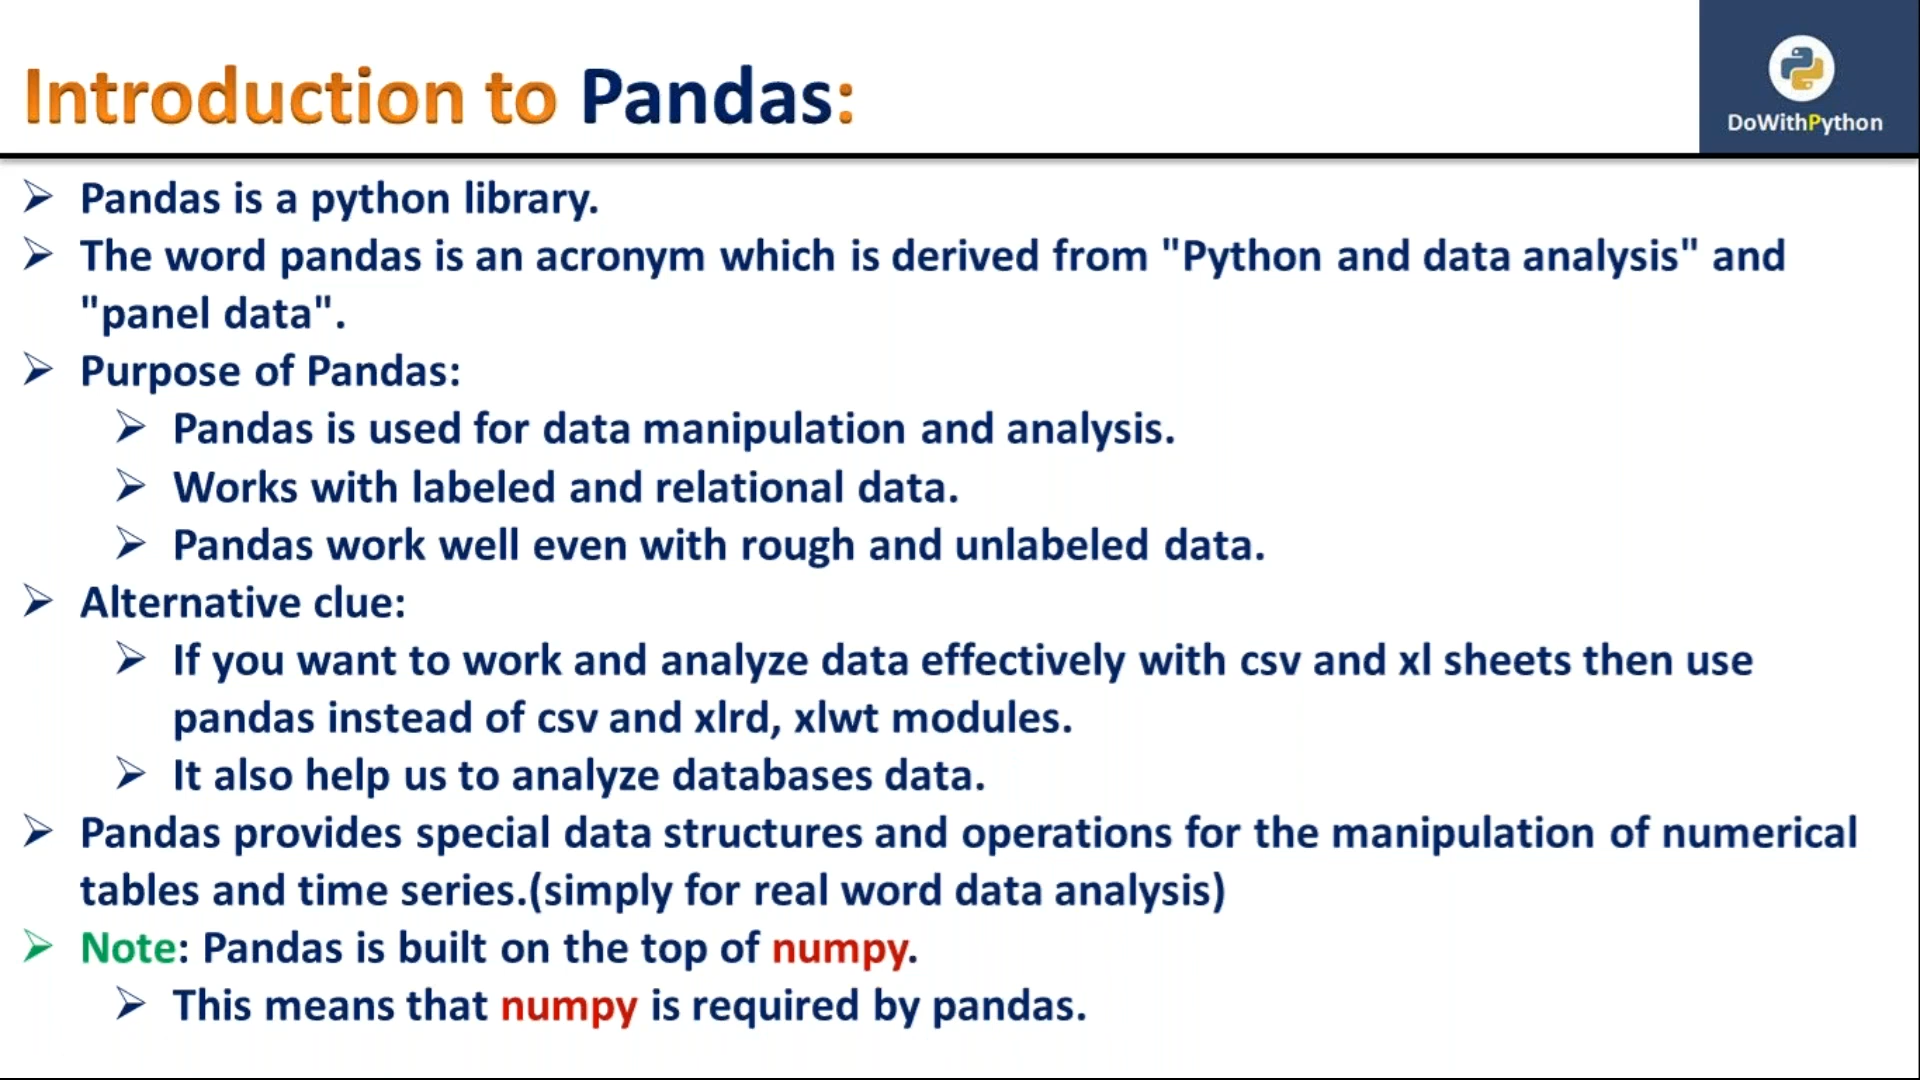 Introduction to Pandas:
DoWithPython
Pandas is a python library.
The word pandas is an acronym which is derived from "Python and data analysis" and
"panel data".
Purpose of Pandas:
Pandas is used for data manipulation and analysis.
Works with labeled and relational data.
Pandas work well even with rough and unlabeled data.
Alternative clue:
If you want to work and analyze data effectively with csv and xl sheets then use
pandas instead of csv and xlrd, xlwt modules.
It also help us to analyze databases data.
Pandas provides special data structures and operations for the manipulation of numerical
tables and time series.(simply for real word data analysis)
Note: Pandas is built on the top of numpy.
This means that numpy is required by pandas.